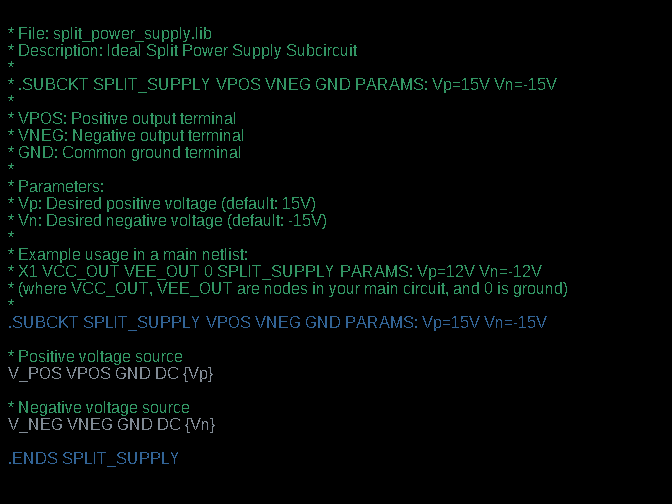 * File: split_power_supply.lib
* Description: Ideal Split Power Supply Subcircuit
*
* .SUBCKT SPLIT_SUPPLY VPOS VNEG GND PARAMS: Vp=15V Vn=-15V
*
* VPOS: Positive output terminal
* VNEG: Negative output terminal
* GND: Common ground terminal
*
* Parameters:
* Vp: Desired positive voltage (default: 15V)
* Vn: Desired negative voltage (default: -15V)
*
* Example usage in a main netlist:
* X1 VCC_OUT VEE_OUT 0 SPLIT_SUPPLY PARAMS: Vp=12V Vn=-12V
* (where VCC_OUT, VEE_OUT are nodes in your main circuit, and 0 is ground)
*
.SUBCKT SPLIT_SUPPLY VPOS VNEG GND PARAMS: Vp=15V Vn=-15V
* Positive voltage source
V_POS VPOS GND DC {Vp}
* Negative voltage source
V_NEG VNEG GND DC {Vn}
.ENDS SPLIT_SUPPLY